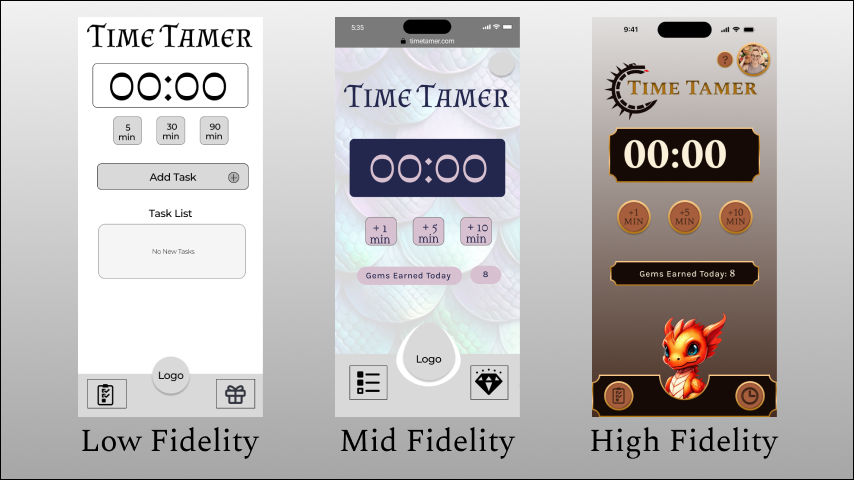 TIME TAMER
00:00
5
min
30
min
90
min
Add Task
Task List
No New Tasks
Logo
Low Fidelity
5:35
timetamer.com
TIME TAMER
00:00
+ 1
min
+ 5
min
+ 10
min
Gems Earned Today
8
Logo
Mid Fidelity
9:41
?
TIME TAMER
00:00
+1
MIN
+5
MIN
+10
MIN
Gems Earned Today: 8
High Fidelity